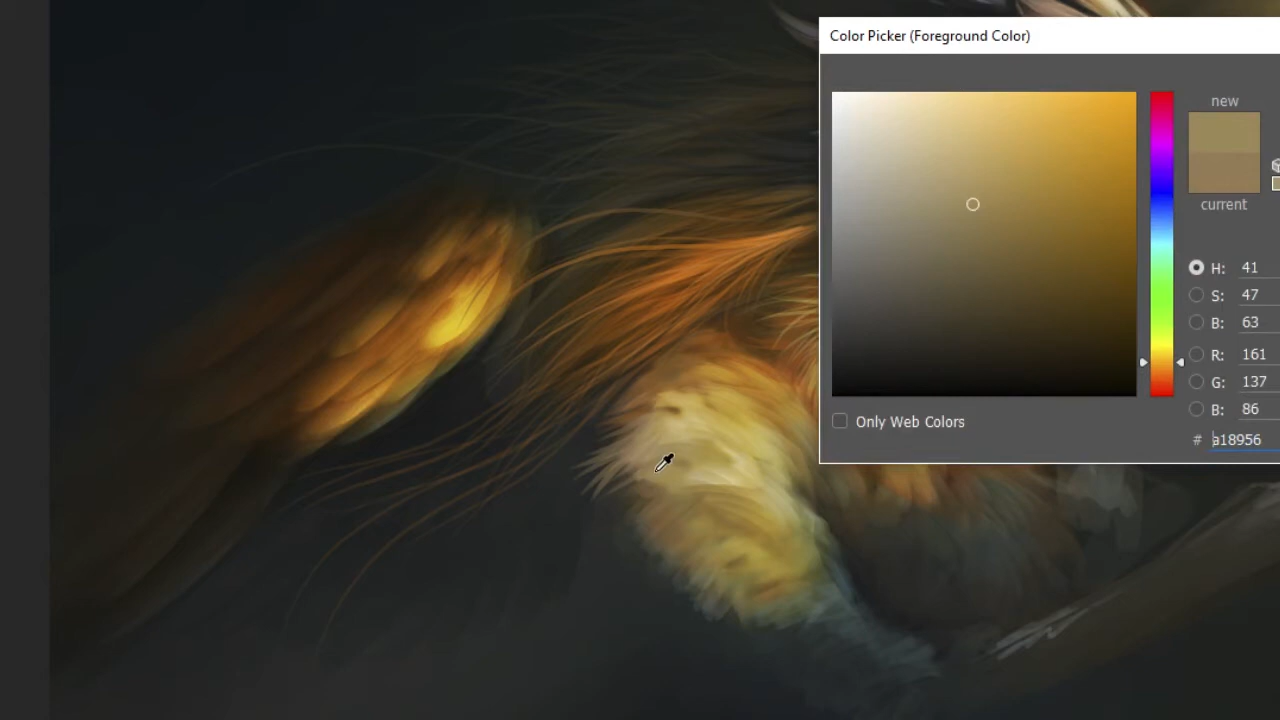 Color Picker (Foreground Color)
new
current
H: 41
S: 47
B: 63
R: 161
G: 137
B: 86
# a18956
Only Web Colors